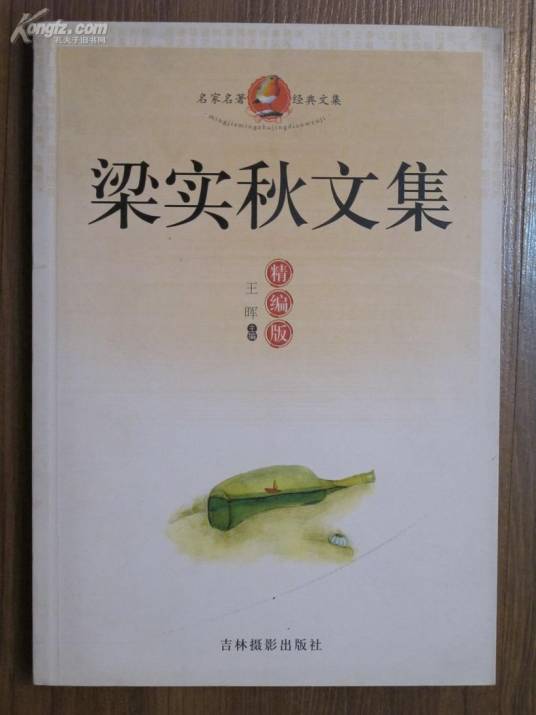 Kongfz.com
孔夫子旧书网
名家名著 经典文集
mingjiamingzhujingdianwenji
梁实秋文集
精编版
王晖 主编
吉林摄影出版社